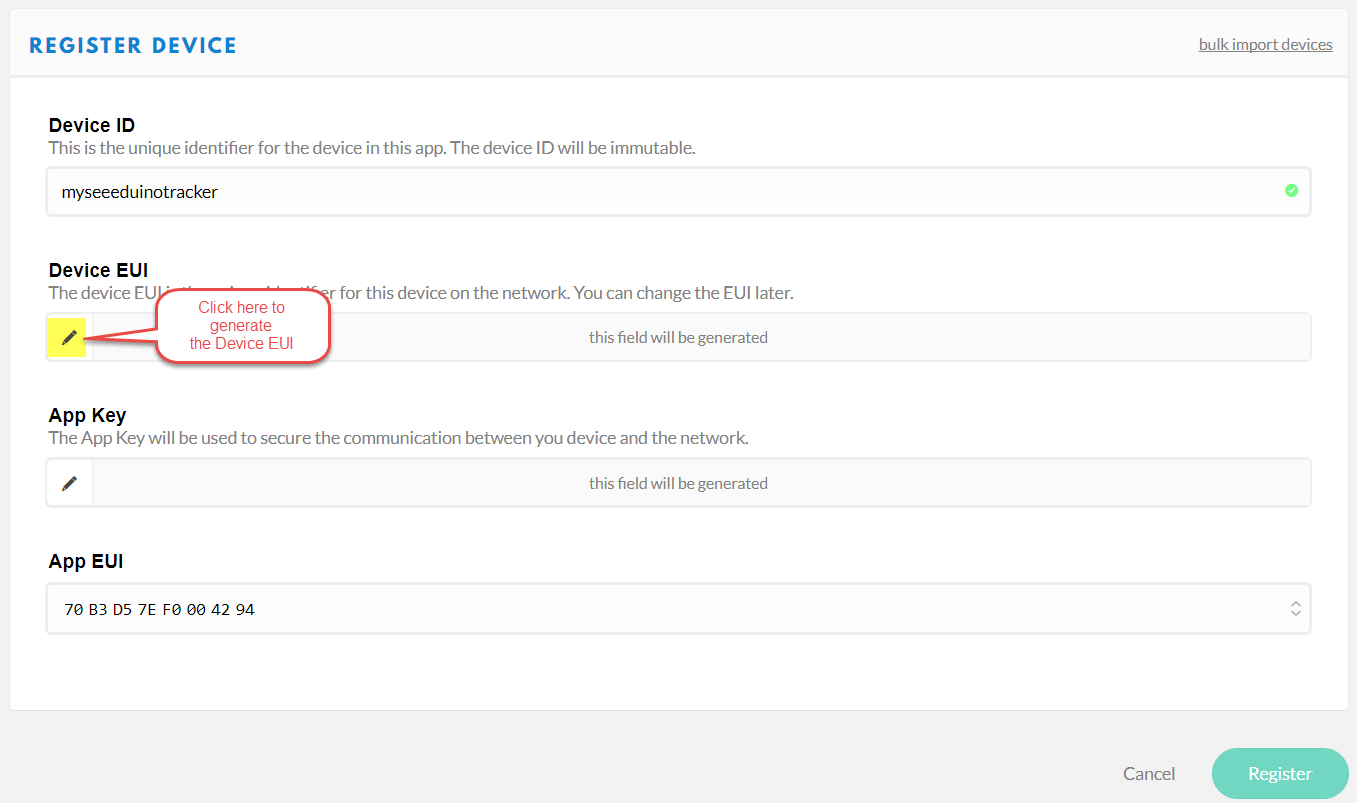 REGISTER DEVICE
bulk import devices
Device ID
This is the unique identifier for the device in this app. The device ID will be immutable.
myseeeduinotracker
Device EUI
The device EUI for this device on the network. You can change the EUI later.
Click here to
generate
the Device EUI
this field will be generated
App Key
The App Key will be used to secure the communication between you device and the network.
this field will be generated
App EUI
70 B3 D5 7E F0 00 42 94
Cancel
Register